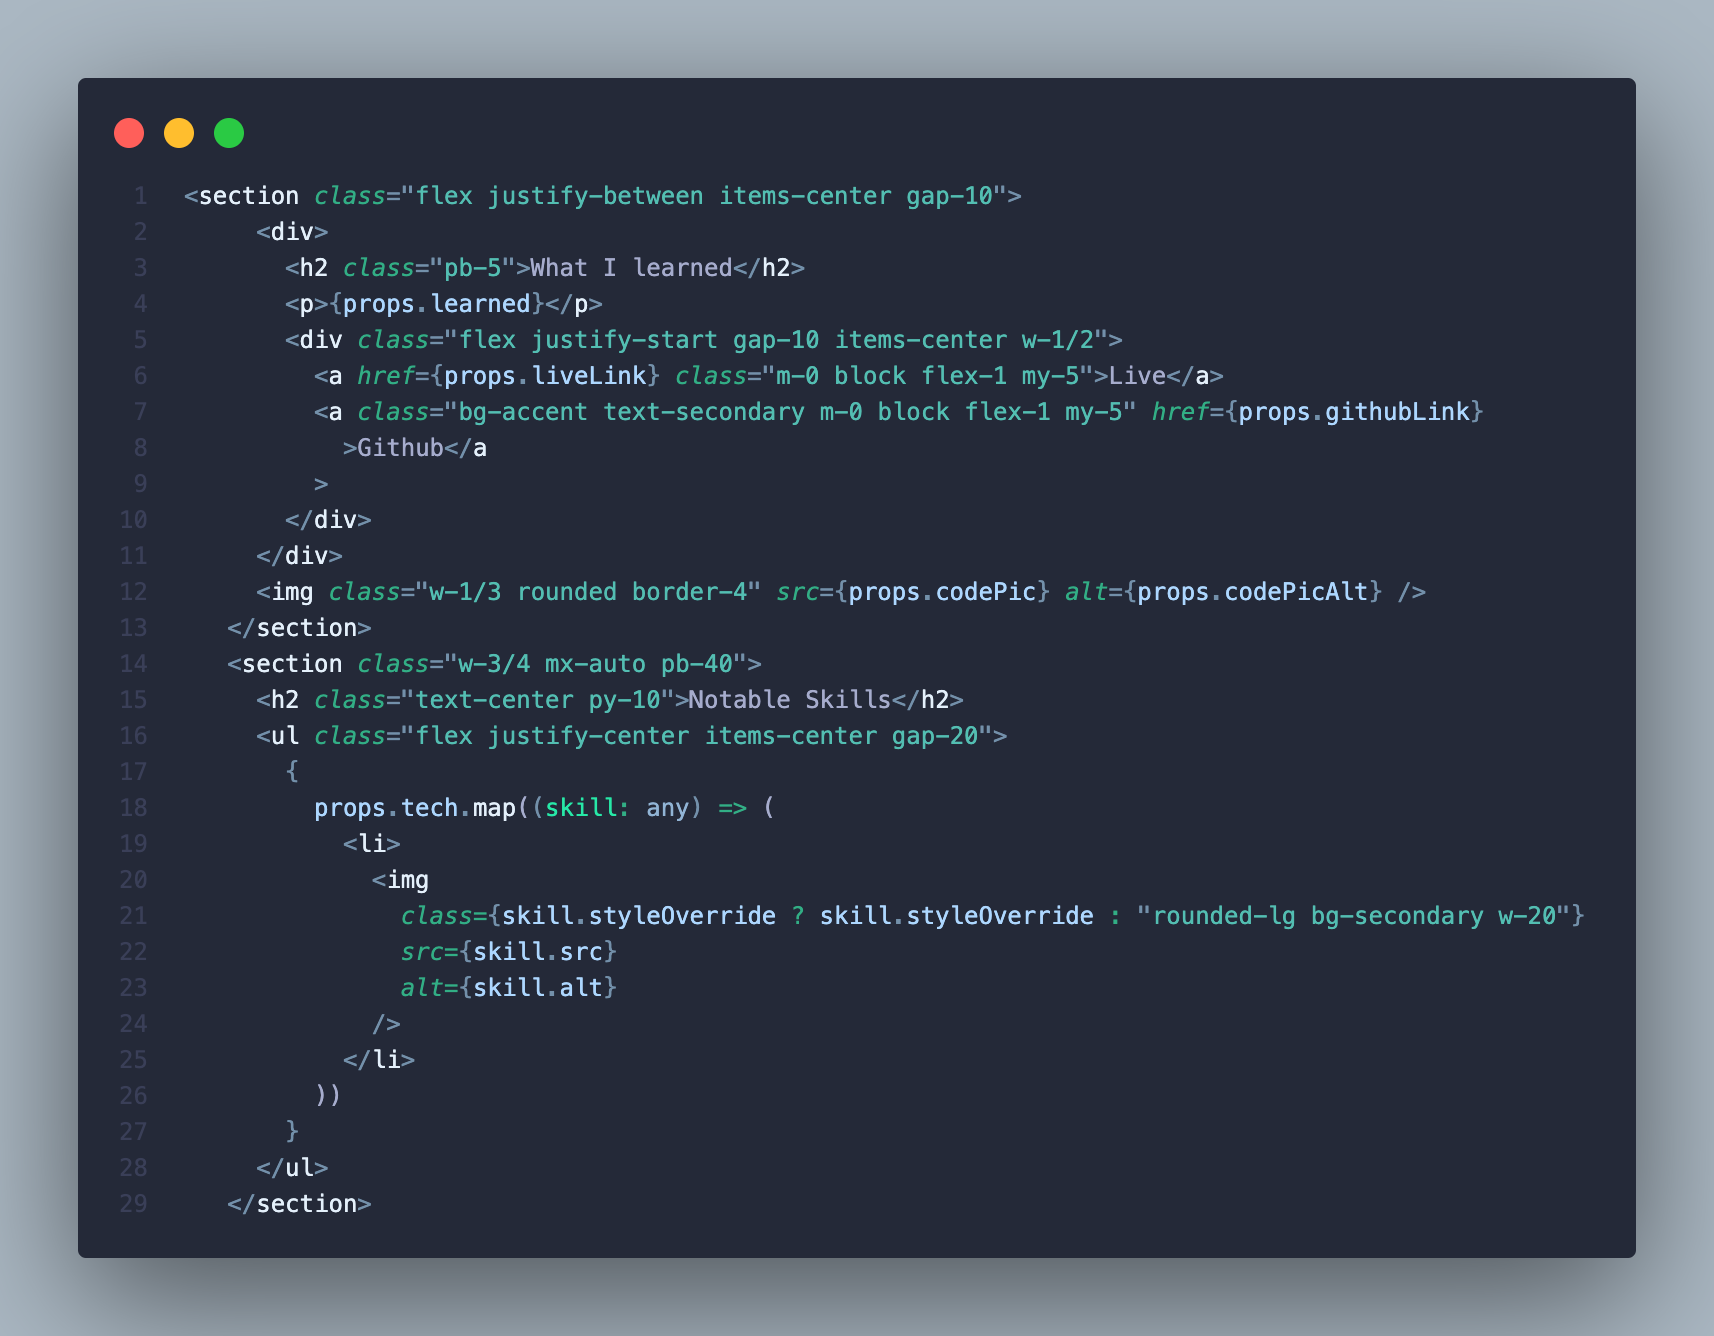 1 <section class="flex justify-between items-center gap-10">
2 <div>
3 <h2 class="pb-5">What I learned</h2>
4 <p>{props.learned}</p>
5 <div class="flex justify-start gap-10 items-center w-1/2">
6 <a href={props.liveLink} class="m-0 block flex-1 my-5">Live</a>
7 <a class="bg-accent text-secondary m-0 block flex-1 my-5" href={props.githubLink}
8 >Github</a
9 >
10 </div>
11 </div>
12 <img class="w-1/3 rounded border-4" src={props.codePic} alt={props.codePicAlt} />
13 </section>
14 <section class="w-3/4 mx-auto pb-40">
15 <h2 class="text-center py-10">Notable Skills</h2>
16 <ul class="flex justify-center items-center gap-20">
17 {
18 props.tech.map((skill: any) => (
19 <li>
20 <img
21 class={skill.styleOverride ? skill.styleOverride : "rounded-lg bg-secondary w-20"}
22 src={skill.src}
23 alt={skill.alt}
24 />
25 </li>
26 ))
27 }
28 </ul>
29 </section>